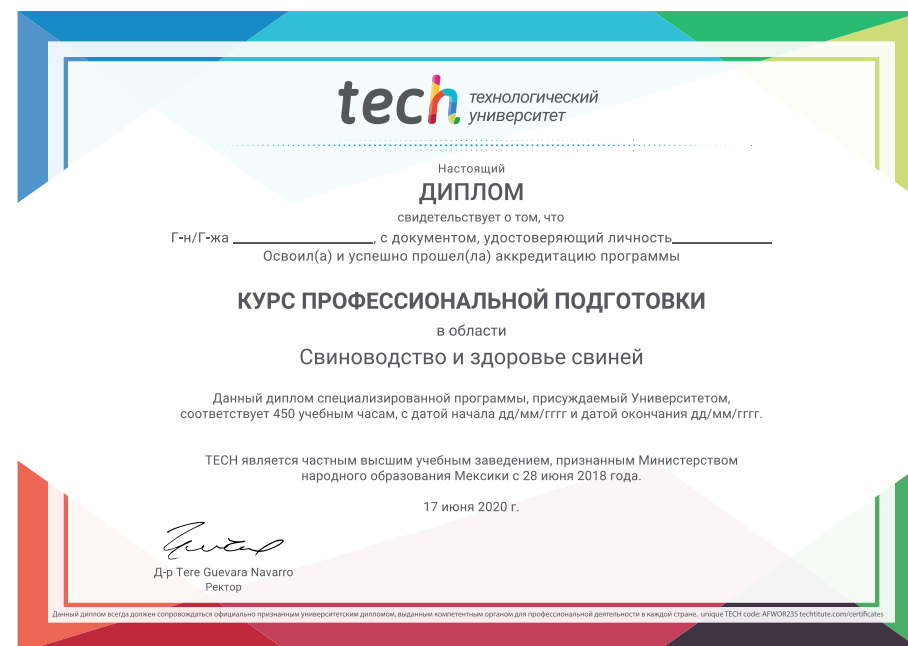 tech технологический
университет
Настоящий
ДИПЛОМ
свидетельствует о том, что
Г-н/Г-жа ____________________, с документом, удостоверяющий личность______________
Освоил(а) и успешно прошел(ла) аккредитацию программы
КУРС ПРОФЕССИОНАЛЬНОЙ ПОДГОТОВКИ
в области
Свиноводство и здоровье свиней
Данный диплом специализированной программы, присуждаемый Университетом,
соответствует 450 учебным часам, с датой начала дд/мм/гггг и датой окончания дд/мм/гггг.
TECH является частным высшим учебным заведением, признанным Министерством
народного образования Мексики с 28 июня 2018 года.
17 июня 2020 г.
Д-р Tere Guevara Navarro
Ректор
Данный диплом всегда должен сопровождаться официально признанным университетским дипломом, выданным компетентным органом для профессиональной деятельности в каждой стране. unique TECH code: AFWOR23S techtitute.com/certificates